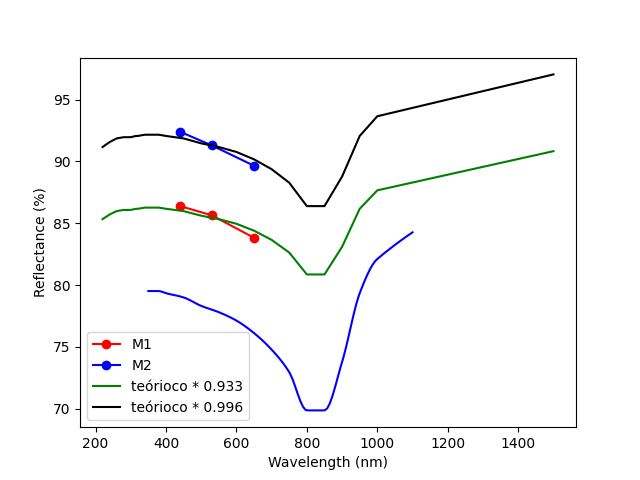 95
90
85
80
75
70
Reflectance (%)
M1
M2
teórioco * 0.933
teórioco * 0.996
200 400 600 800 1000 1200 1400
Wavelength (nm)